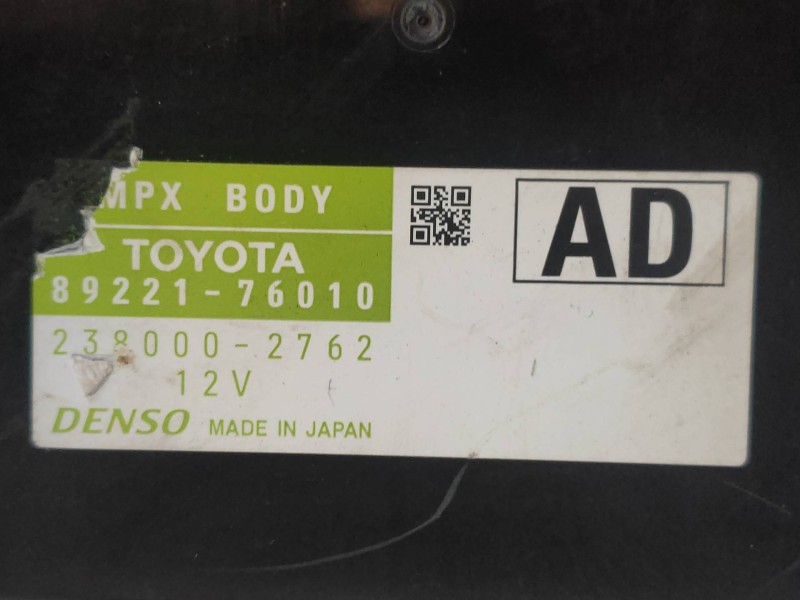 MPX BODY
AD
TOYOTA
89221-76010
238000-2762
12V
DENSO MADE IN JAPAN